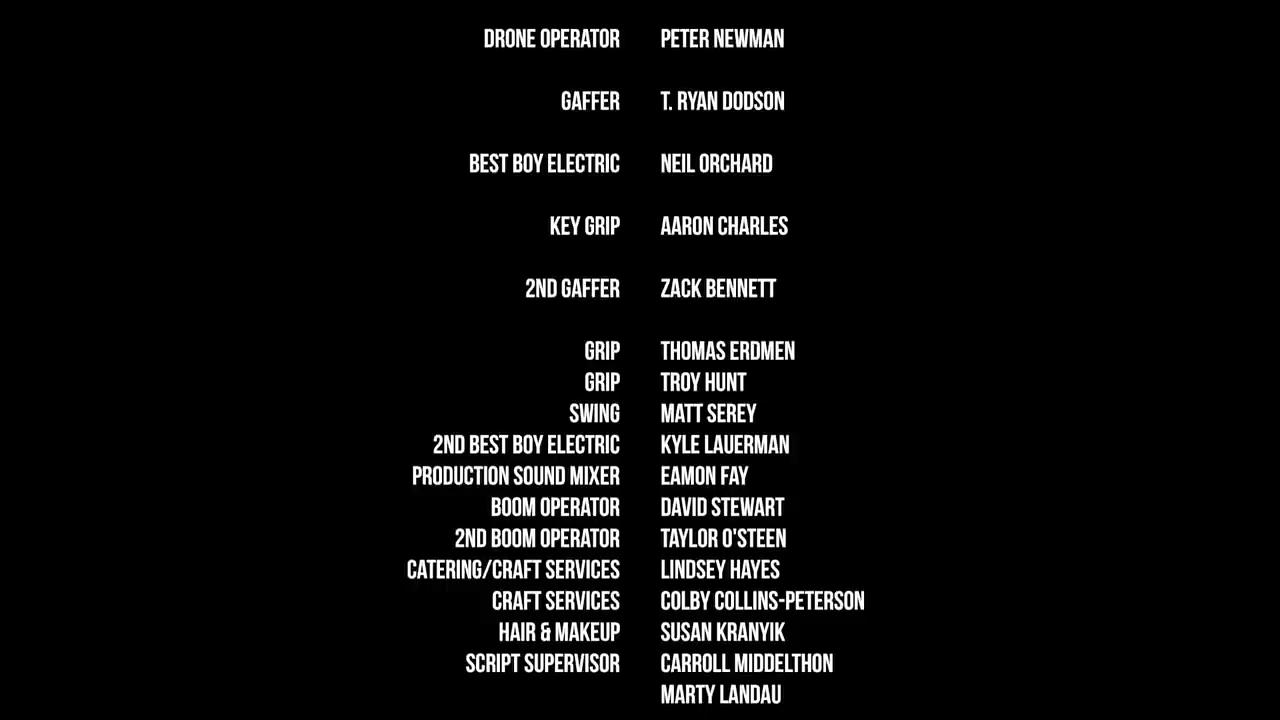 DRONE OPERATOR PETER NEWMAN
GAFFER T. RYAN DODSON
BEST BOY ELECTRIC NEIL ORCHARD
KEY GRIP AARON CHARLES
2ND GAFFER ZACK BENNETT
GRIP THOMAS ERDMEN
GRIP TROY HUNT
SWING MATT SEREY
2ND BEST BOY ELECTRIC KYLE LAUERMAN
PRODUCTION SOUND MIXER EAMON FAY
BOOM OPERATOR DAVID STEWART
2ND BOOM OPERATOR TAYLOR O'STEEN
CATERING/CRAFT SERVICES LINDSEY HAYES
CRAFT SERVICES COLBY COLLINS-PETERSON
HAIR & MAKEUP SUSAN KRANYIK
SCRIPT SUPERVISOR CARROLL MIDDELTHON
MARTY LANDAU